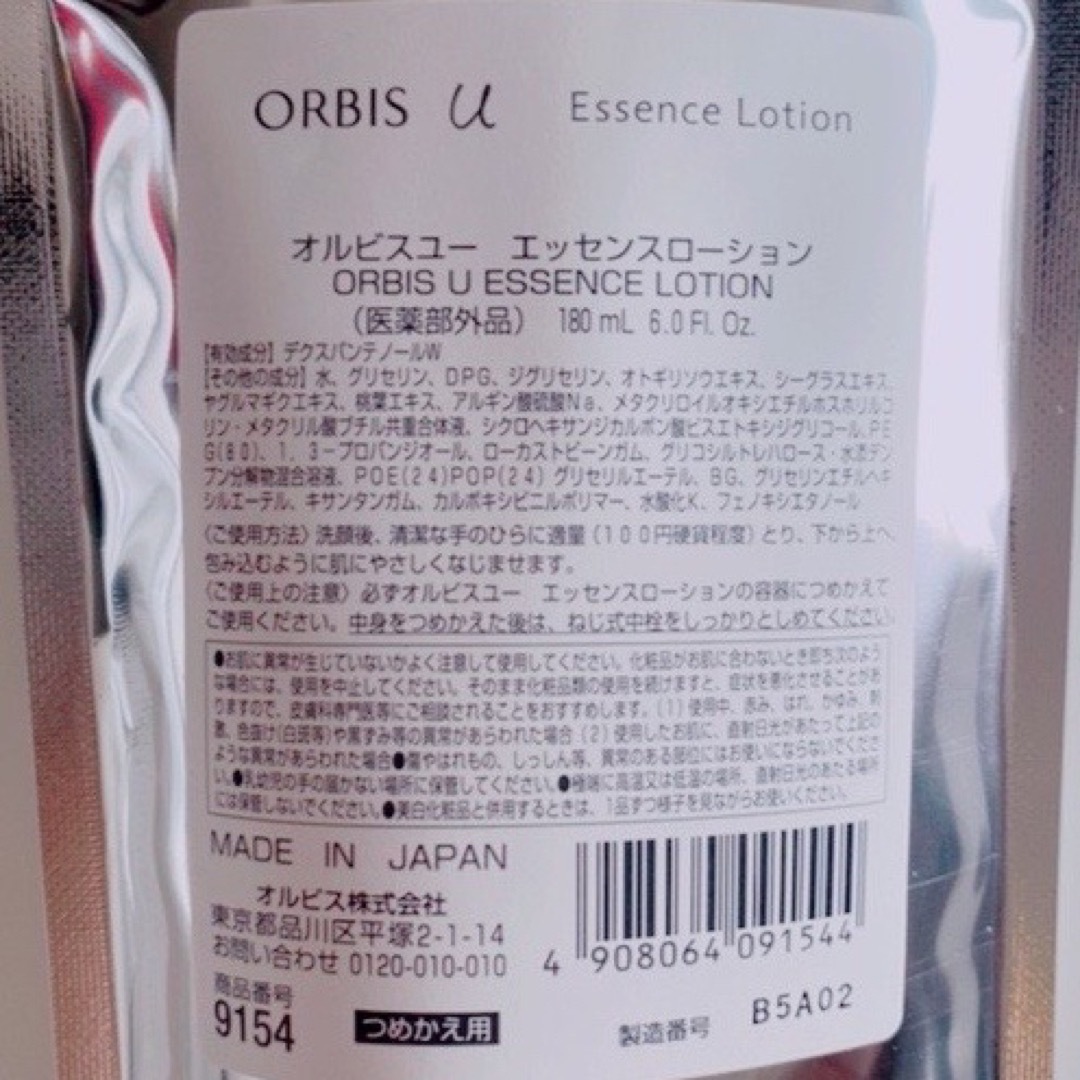 ORBIS u Essence Lotion
オルビスユー エッセンスローション
ORBIS U ESSENCE LOTION
(医薬部外品) 180 mL 6.0 Fl. Oz.
【有効成分】デクスパンテノールW
【その他の成分】水、グリセリン、DPG、ジグリセリン、オトギリソウエキス、シーグラスエキス、
ヤグルマギクエキス、桃葉エキス、アルギン酸硫酸Na、メタクリロイルオキシエチルホスホリルコ
リン・メタクリル酸ブチル共重合体液、シクロヘキサンジカルボン酸ビスエトキシジグリコール、PE
G(80)、1,3-プロパンジオール、ローカストビーンガム、グリコシルトレハロース・水添デン
プン分解物混合溶液、POE(24)POP(24)グリセリルエーテル、BG、グリセリンエチルヘキ
シルエーテル、キサンタンガム、カルボキシビニルポリマー、水酸化K、フェノキシエタノール
〈ご使用方法〉洗顔後、清潔な手のひらに適量(100円硬貨程度)とり、下から上へ
包み込むように肌にやさしくなじませます。
〈ご使用上の注意〉必ずオルビスユー エッセンスローションの容器につめかえて
ご使用ください。中身をつめかえた後は、ねじ式中栓をしっかりとしめてください。
●お肌に異常が生じていないかよく注意して使用してください。化粧品がお肌に合わないとき即ち次のよう
な場合には、使用を中止してください。そのまま化粧品類の使用を続けますと、症状を悪化させることがあ
りますので、皮膚科専門医等にご相談されることをおすすめします。(1)使用中、赤み、はれ、かゆみ、刺
激、色抜け(白斑等)や黒ずみ等の異常があらわれた場合(2)使用したお肌に、直射日光があたって上記の
ような異常があらわれた場合●傷やはれもの、しっしん等、異常のある部位にはお使いにならないでくださ
い。●乳幼児の手の届かない場所に保管してください。●極端に高温又は低温の場所、直射日光のあたる場所
には保管しないでください。●美白化粧品と併用するときは、1品ずつ様子を見ながらお使いください。
MADE IN JAPAN
オルビス株式会社
東京都品川区平塚2-1-14
お問い合わせ 0120-010-010
商品番号
9154
つめかえ用
4 908064 091544
製造番号 B5A02